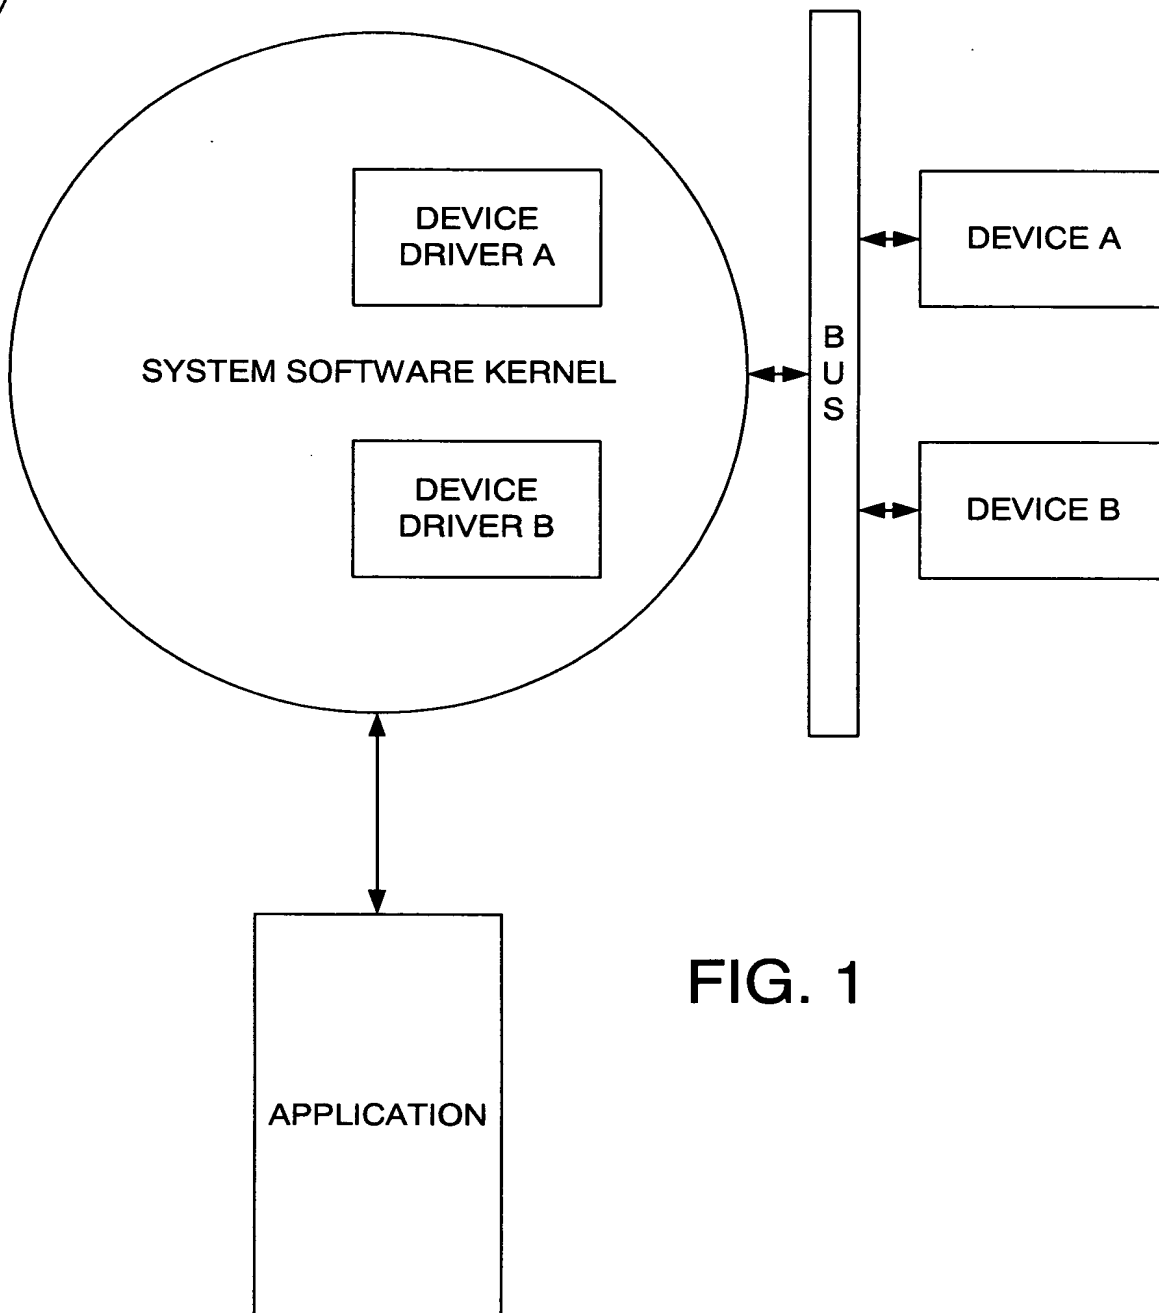 DEVICE
DRIVER A
DEVICE A
SYSTEM SOFTWARE KERNEL
B
U
S
DEVICE
DRIVER B
DEVICE B
FIG. 1
APPLICATION